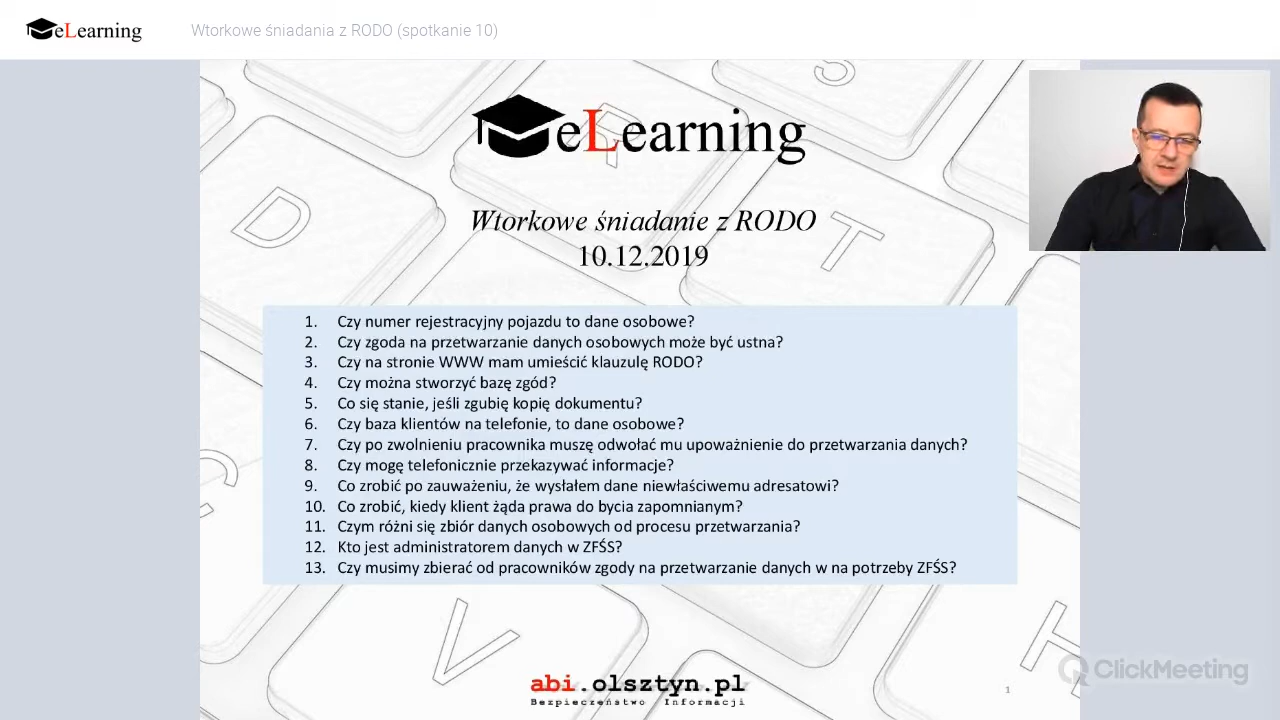 eLearning
Wtorkowe śniadania z RODO (spotkanie 10)
eLearning
Wtorkowe śniadanie z RODO
10.12.2019
1. Czy numer rejestracyjny pojazdu to dane osobowe?
2. Czy zgoda na przetwarzanie danych osobowych może być ustna?
3. Czy na stronie WWW mam umieścić klauzulę RODO?
4. Czy można stworzyć bazę zgód?
5. Co się stanie, jeśli zgubię kopię dokumentu?
6. Czy baza klientów na telefonie, to dane osobowe?
7. Czy po zwolnieniu pracownika muszę odwołać mu upoważnienie do przetwarzania danych?
8. Czy mogę telefonicznie przekazywać informacje?
9. Co zrobić po zauważeniu, że wysłałem dane niewłaściwemu adresatowi?
10. Co zrobić, kiedy klient żąda prawa do bycia zapomnianym?
11. Czym różni się zbiór danych osobowych od procesu przetwarzania?
12. Kto jest administratorem danych w ZFŚS?
13. Czy musimy zbierać od pracowników zgody na przetwarzanie danych w na potrzeby ZFŚS?
abi.olsztyn.pl
Bezpieczeństwo Informacji
1
ClickMeeting
S
R
D
T
C
V
H